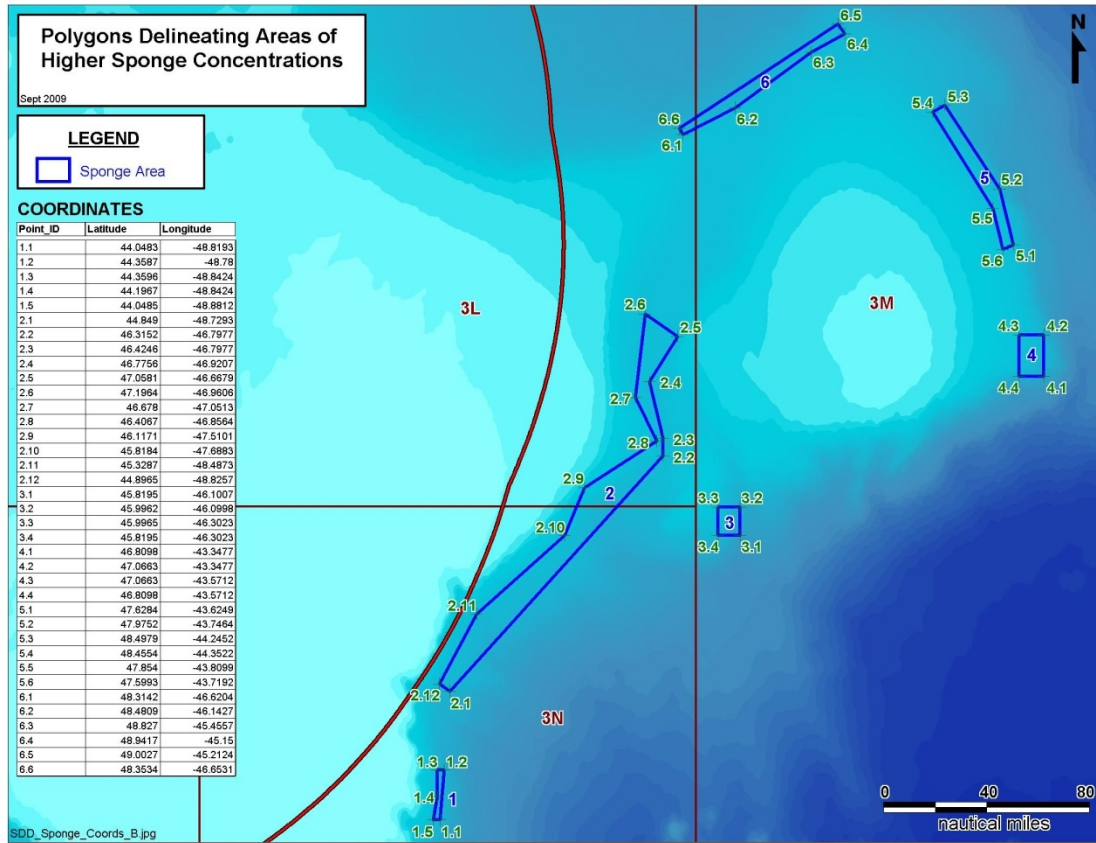 Polygons Delineating Areas of
Higher Sponge Concentrations
Sept 2009
LEGEND
Sponge Area
COORDINATES
Point_ID Latitude Longitude
1.1 44.0483 -48.8193
1.2 44.3587 -48.78
1.3 44.3596 -48.8424
1.4 44.1967 -48.8424
1.5 44.0485 -48.8812
2.1 44.849 -48.7293
2.2 46.3152 -46.7977
2.3 46.4246 -46.7977
2.4 46.7756 -46.9207
2.5 47.0581 -46.6679
2.6 47.1964 -46.9606
2.7 46.678 -47.0513
2.8 46.4067 -46.8564
2.9 46.1171 -47.5101
2.10 45.8184 -47.6883
2.11 45.3287 -48.4873
2.12 44.8965 -48.8257
3.1 45.8195 -46.1007
3.2 45.9962 -46.0998
3.3 45.9965 -46.3023
3.4 45.8195 -46.3023
4.1 46.8098 -43.3477
4.2 47.0663 -43.3477
4.3 47.0663 -43.5712
4.4 46.8098 -43.5712
5.1 47.6284 -43.6249
5.2 47.9752 -43.7464
5.3 48.4979 -44.2452
5.4 48.4554 -44.3522
5.5 47.854 -43.8099
5.6 47.5993 -43.7192
6.1 48.3142 -46.6204
6.2 48.4809 -46.1427
6.3 48.827 -45.4557
6.4 48.9417 -45.15
6.5 49.0027 -45.2124
6.6 48.3534 -46.6531
SDD_Sponge_Coords_B.jpg
N
6.5
6.4
6.3
6
6.2
6.6
6.1
5.4 5.3
5
5.2
5.5
5.6 5.1
3L
3M
2.6
2.5
2.4
2.7
2.3
2.8
2.2
2.9
2
2.10
2.11
2.12 2.1
4.3 4.2
4
4.4 4.1
3.3 3.2
3
3.4 3.1
3N
1.3 1.2
1.4 1
1.5 1.1
0 40 80
nautical miles